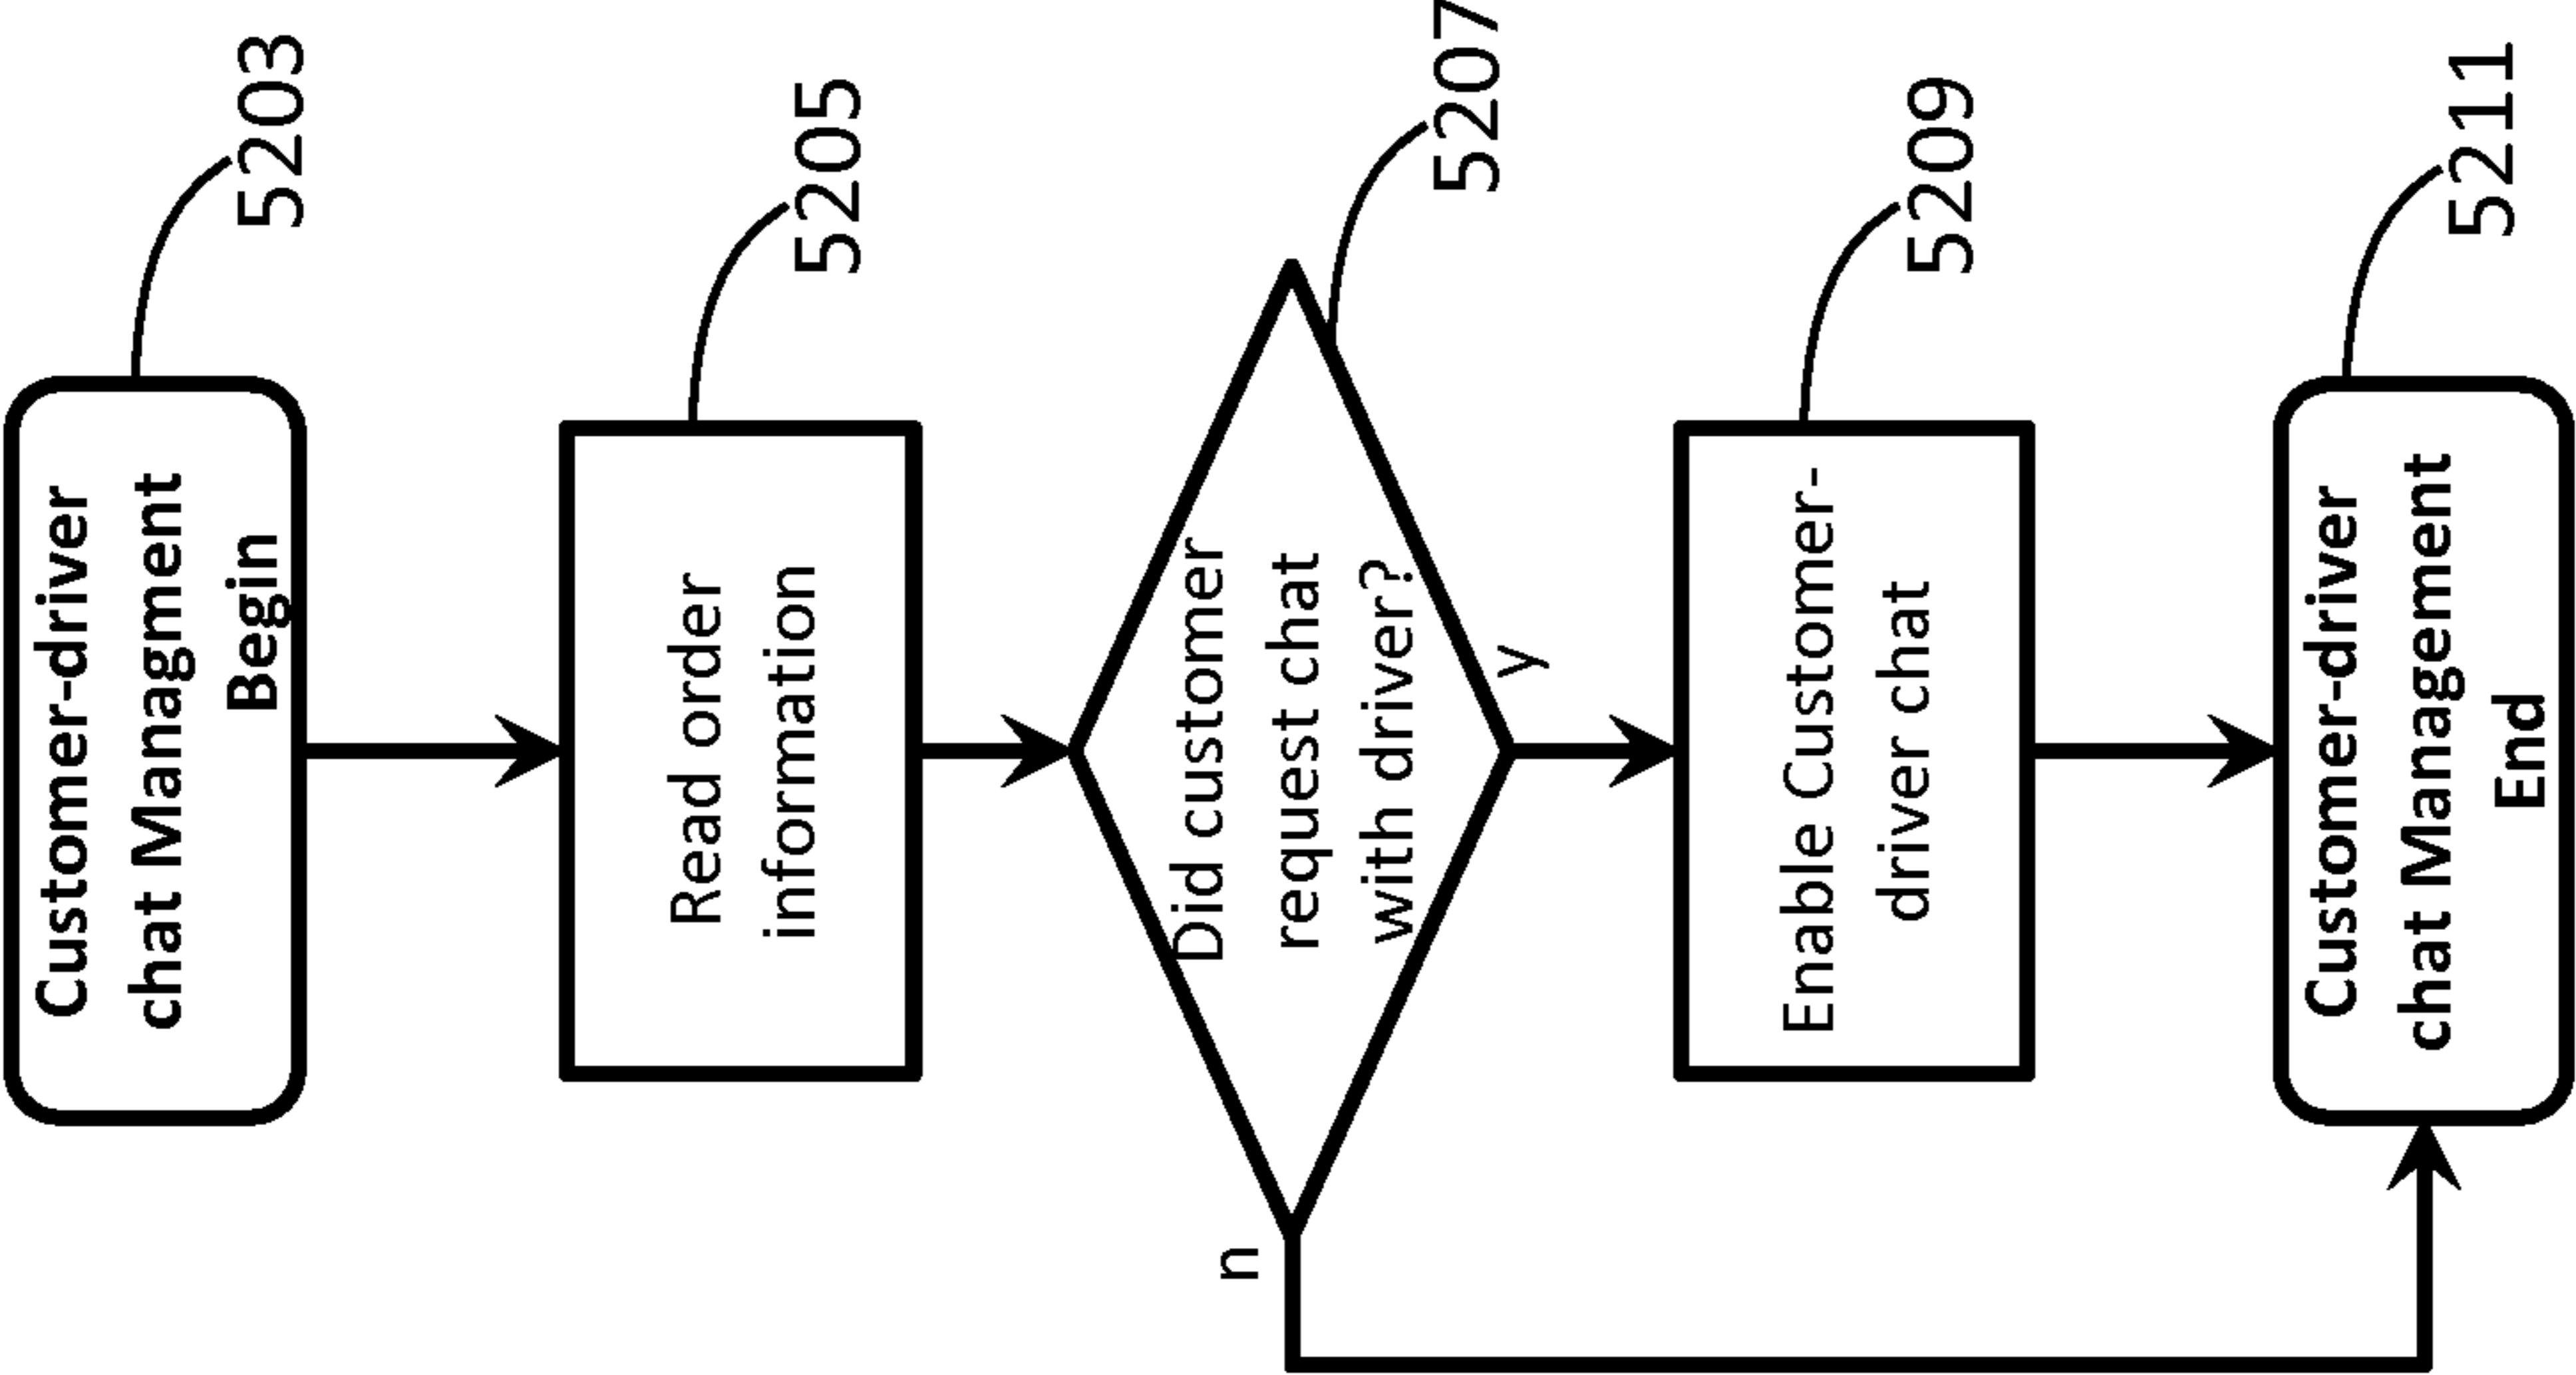 Customer-driver
chat Managment
Begin
5203
Read order
information
5205
Did customer
request chat
with driver?
5207
n
y
Enable Customer-
driver chat
5209
Customer-driver
chat Management
End
5211